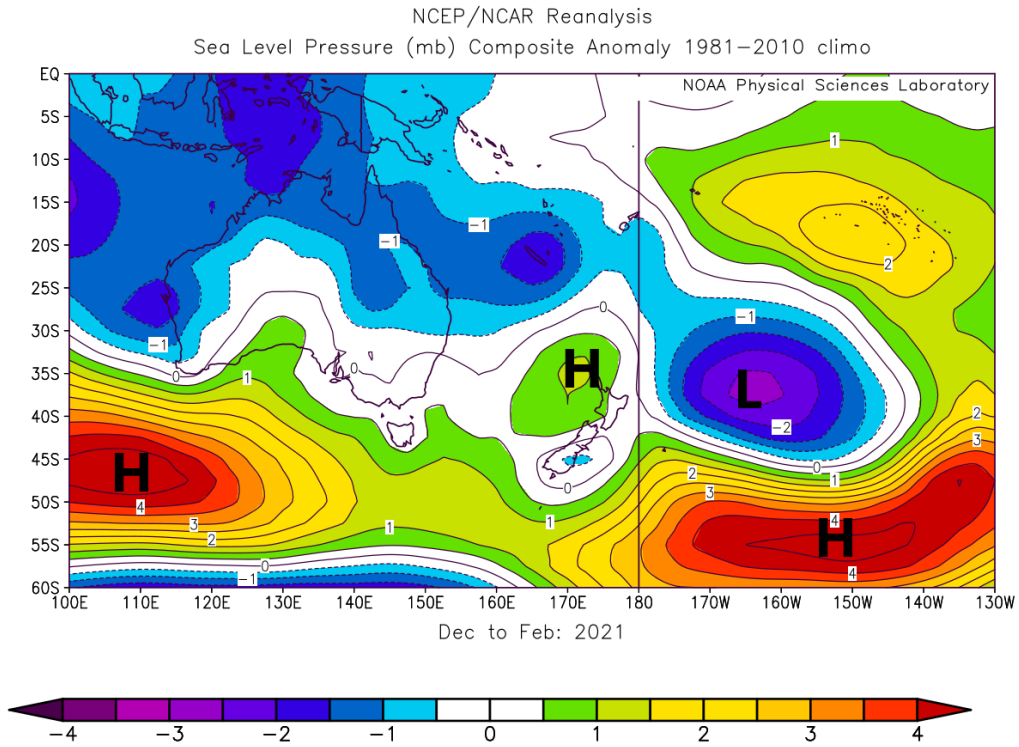 NCEP/NCAR Reanalysis
Sea Level Pressure (mb) Composite Anomaly 1981-2010 climo
NOAA Physical Sciences Laboratory
EQ
5S
10S
15S
20S
25S
30S
35S
40S
45S
50S
55S
60S
1
-1
-1
2
0
-1
-1
H
0
0
1
L
2
-2
3
H
0
2
1
4
0
3
4
1
3
1
H
2
0
4
-1
100E 110E 120E 130E 140E 150E 160E 170E 180 170W 160W 150W 140W 130W
Dec to Feb: 2021
-4 -3 -2 -1 0 1 2 3 4